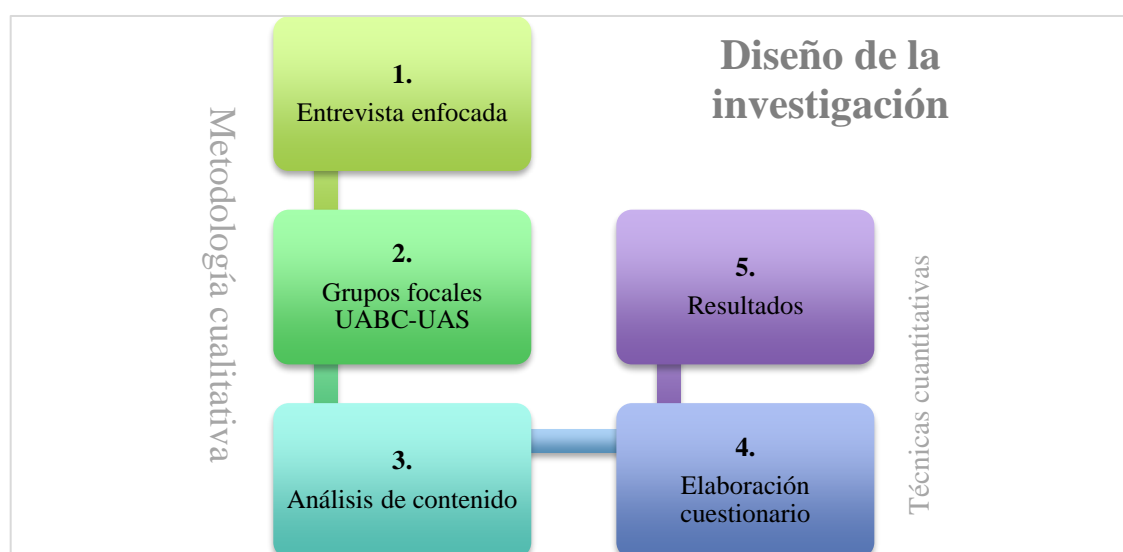 Diseño de la
investigación
Metodología cualitativa
1.
Entrevista enfocada
2.
Grupos focales
UABC-UAS
3.
Análisis de contenido
4.
Elaboración
cuestionario
5.
Resultados
Técnicas cuantitativas